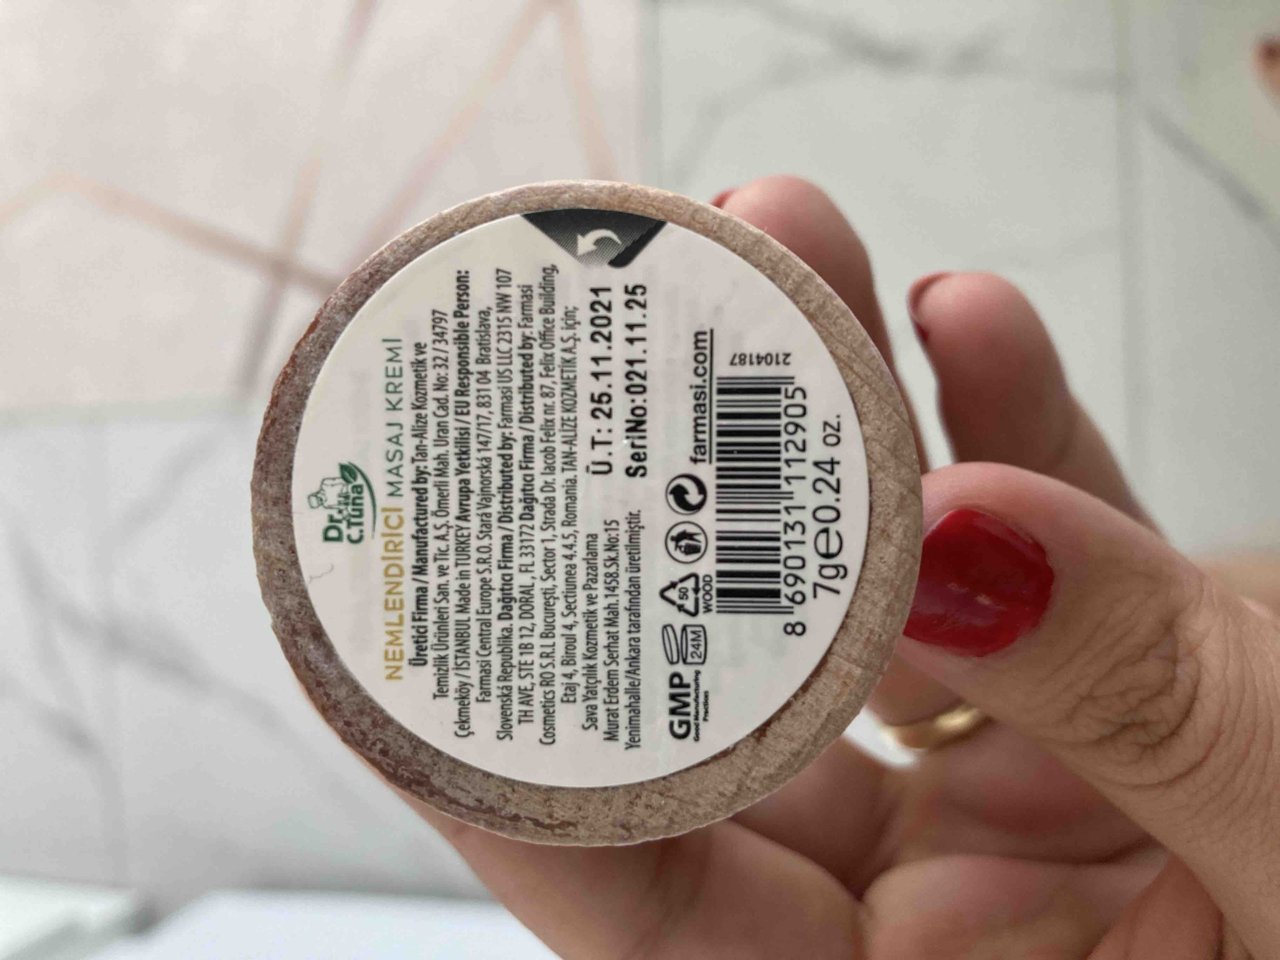 Dr.
C.Tuna
NEMLENDİRİCİ MASAJ KREMİ
Üretici Firma / Manufactured by: Tan-Alize Kozmetik ve
Temizlik Ürünleri San. ve Tic. A.Ş. Ömerli Mah. Uran Cad. No: 32 / 34797
Çekmeköy / İSTANBUL Made in TURKEY Avrupa Yetkilisi / EU Responsible Person:
Farmasi Central Europe S.R.O. Stará Vajnorská 147/17, 831 04 Bratislava,
Slovenská Republika. Dağıtıcı Firma / Distributed by: Farmasi US LLC 2315 NW 107
TH AVE, STE 1B 12, DORAL, FL 33172 Dağıtıcı Firma / Distributed by: Farmasi
Cosmetics RO S.R.L București, Sector 1, Strada Dr. Iacob Felix nr. 87, Felix Office Building,
Etaj 4, Biroul 4, Sectiunea 4.4.5, Romania. TAN-ALIZE KOZMETİK A.Ş. için;
Sava Yatçılık Kozmetik ve Pazarlama
Murat Erdem Serhat Mah.1458.Sk.No:15
Yenimahalle/Ankara tarafından üretilmiştir.
Ü.T: 25.11.2021
SeriNo:021.11.25
GMP
Good Manufacturing
Practices
24M
50
WOOD
farmasi.com
2104187
8 690131 112905
7g e 0.24 oz.